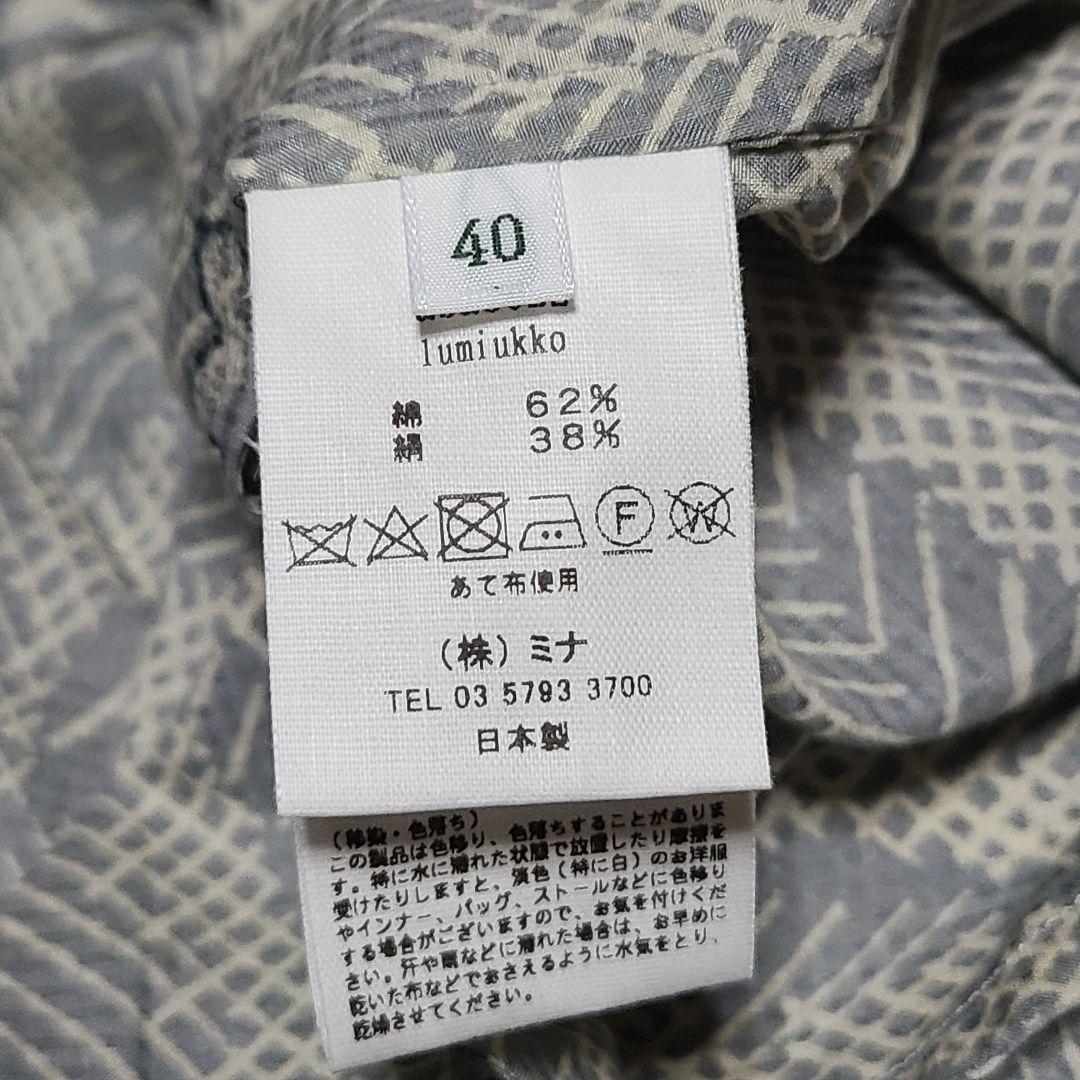 40
lumiukko
綿 62%
絹 38%
F W
あて布使用
(株)ミナ
TEL 03 5793 3700
日本製
(移染・色落ち)
この製品は色移り、色落ちすることがありま
す。特に水に濡れた状態で放置したり摩擦を
受けたりしますと、淡色(特に白)のお洋服
やインナー、バッグ、ストールなどに色移り
する場合がございますので、お気を付けくだ
さい。汗や雨などに濡れた場合は、お早めに
乾いた布などでおさえるように水気をとり、
乾燥させてください。